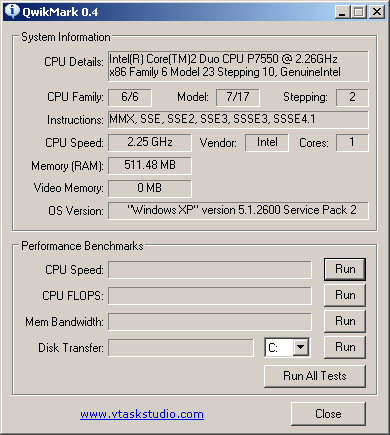 QwikMark 0.4
System Information
CPU Details: Intel(R) Core(TM)2 Duo CPU P7550 @ 2.26GHz
x86 Family 6 Model 23 Stepping 10, GenuineIntel
CPU Family: 6/6 Model: 7/17 Stepping: 2
Instructions: MMX, SSE, SSE2, SSE3, SSSE3, SSSE4.1
CPU Speed: 2.25 GHz Vendor: Intel Cores: 1
Memory (RAM): 511.48 MB
Video Memory: 0 MB
OS Version: "Windows XP" version 5.1.2600 Service Pack 2
Performance Benchmarks
CPU Speed: Run
CPU FLOPS: Run
Mem Bandwidth: Run
Disk Transfer: C: Run
Run All Tests
www.vtaskstudio.com Close